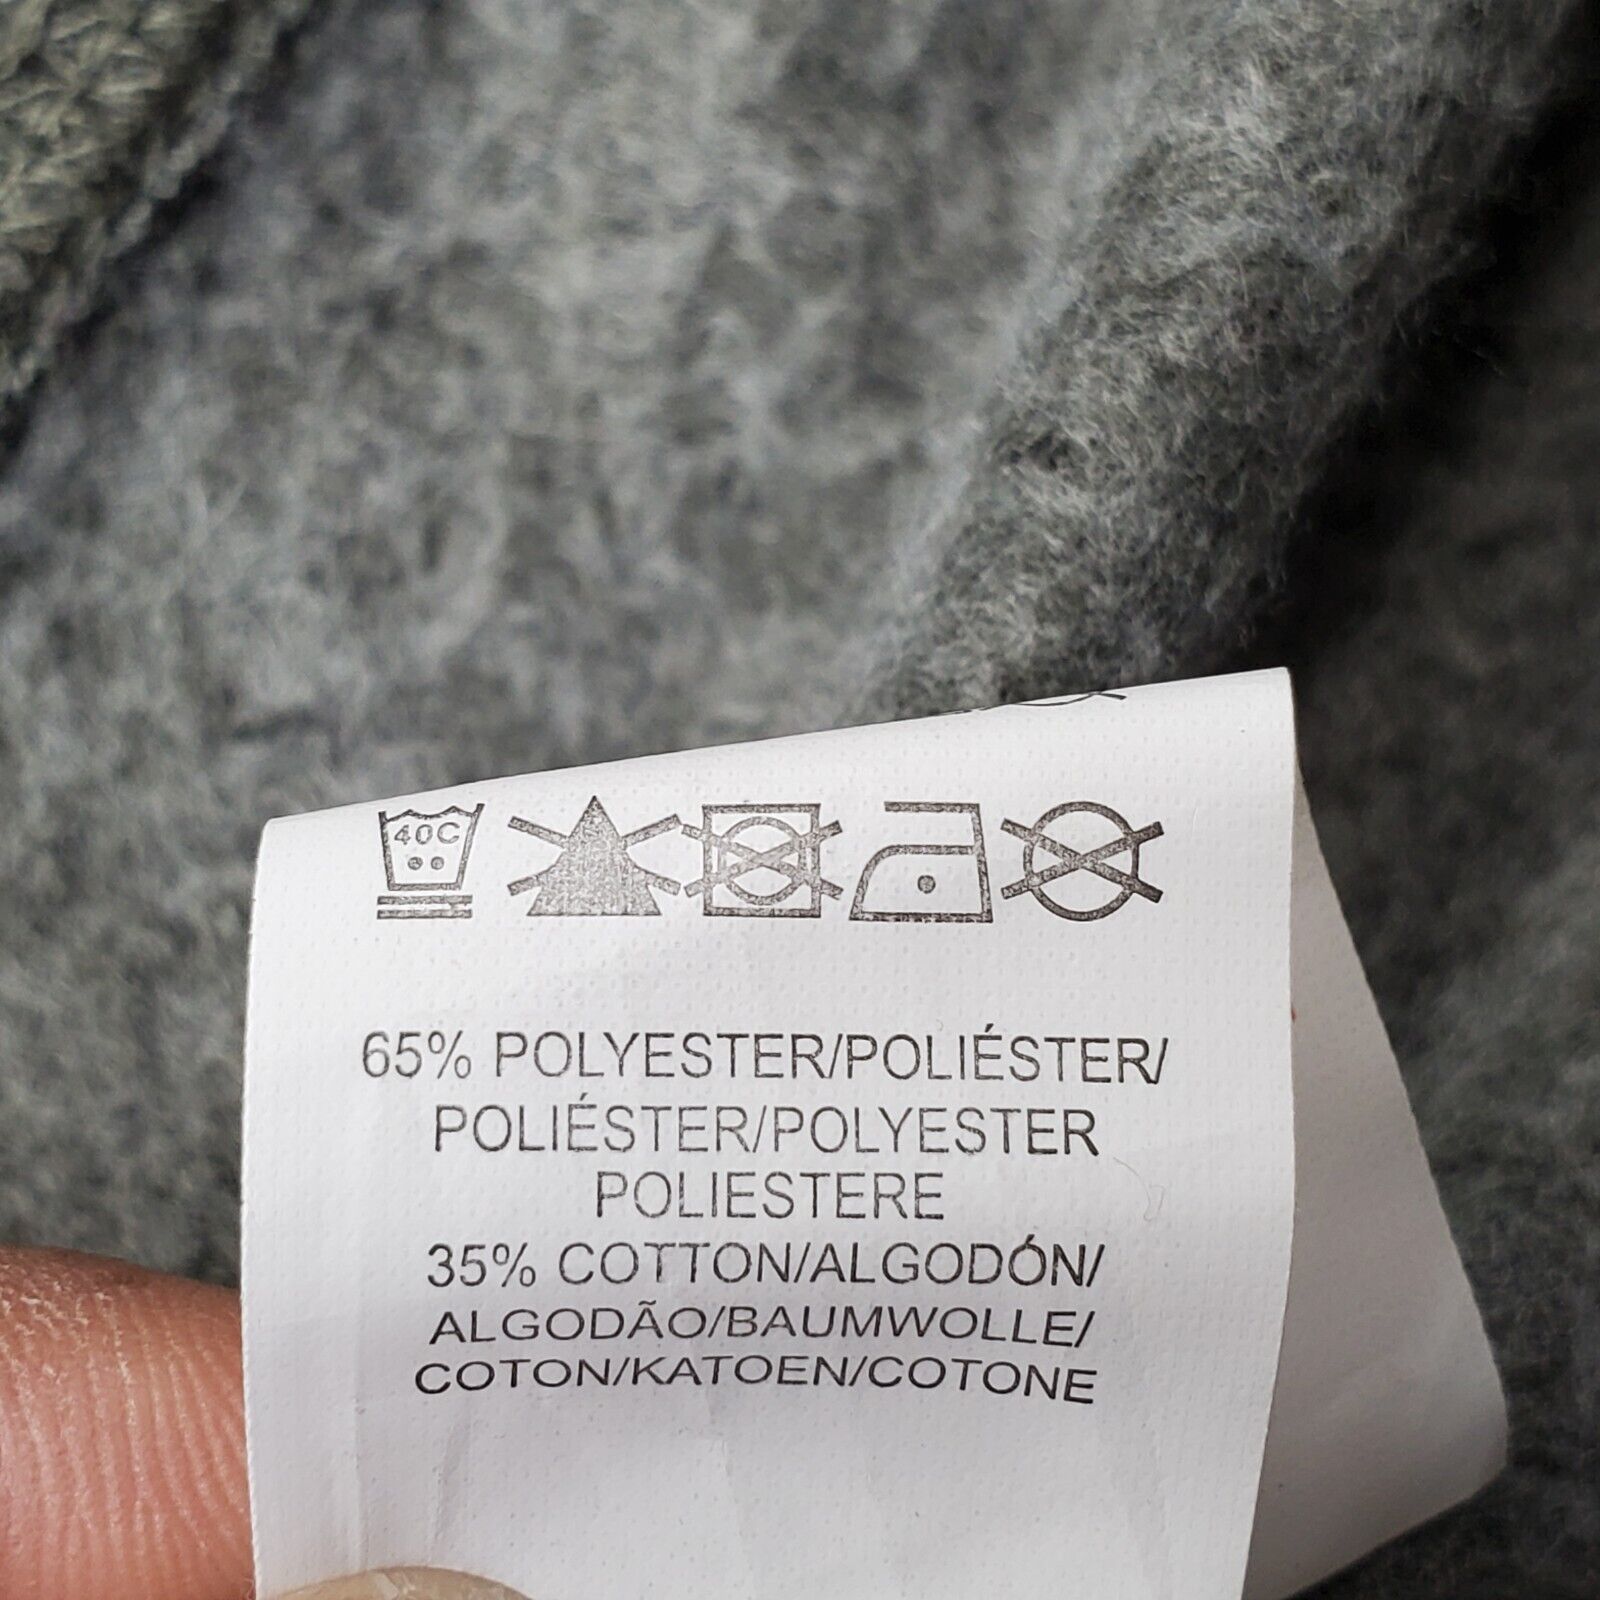 40C
65% POLYESTER/POLIÉSTER/
POLIÉSTER/POLYESTER
POLIESTERE
35% COTTON/ALGODÓN/
ALGODÃO/BAUMWOLLE/
COTON/KATOEN/COTONE